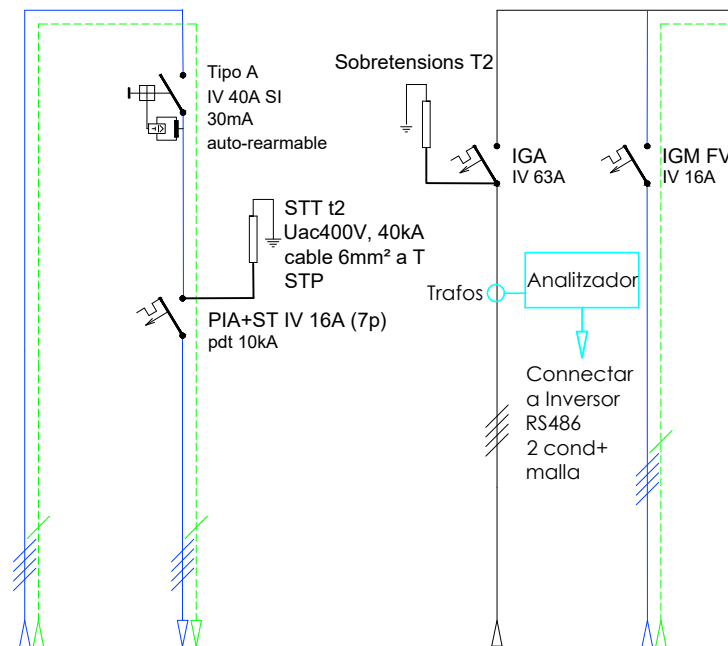 Tipo A
IV 40A SI
30mA
auto-rearmable
STT t2
Uac400V, 40kA
cable 6mm² a T
STP
PIA+ST IV 16A (7p)
pdt 10kA
Sobretensions T2
IGA
IV 63A
IGM FV
IV 16A
Trafos
Analitzador
Connectar
a Inversor
RS486
2 cond+
malla